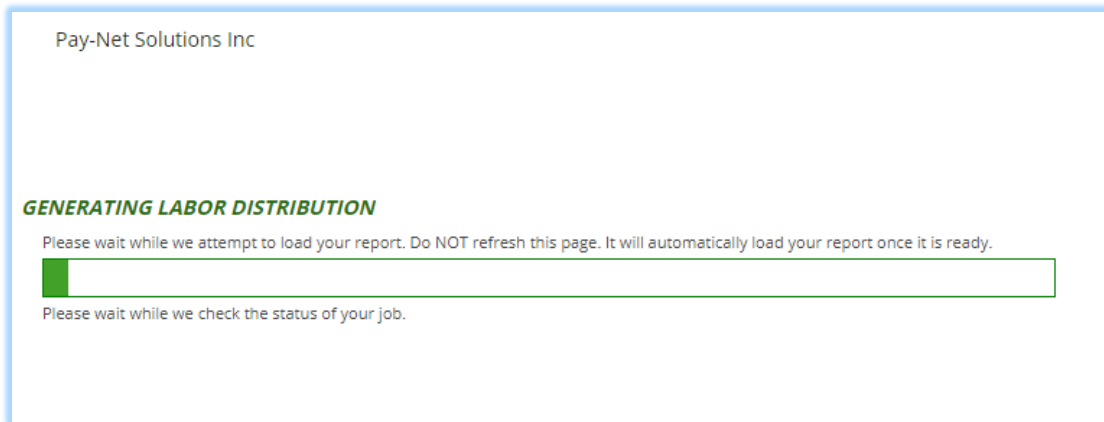 Pay-Net Solutions Inc
GENERATING LABOR DISTRIBUTION
Please wait while we attempt to load your report. Do NOT refresh this page. It will automatically load your report once it is ready.
Please wait while we check the status of your job.